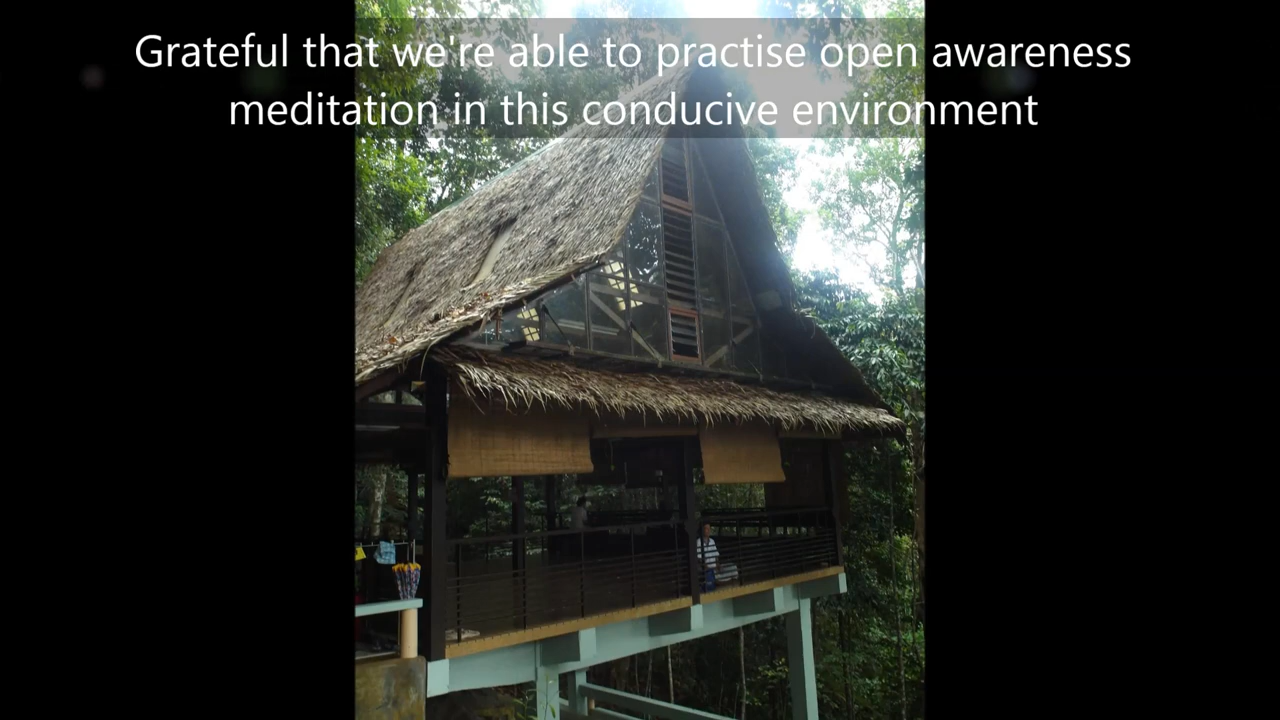 Grateful that we're able to practise open awareness
meditation in this conducive environment